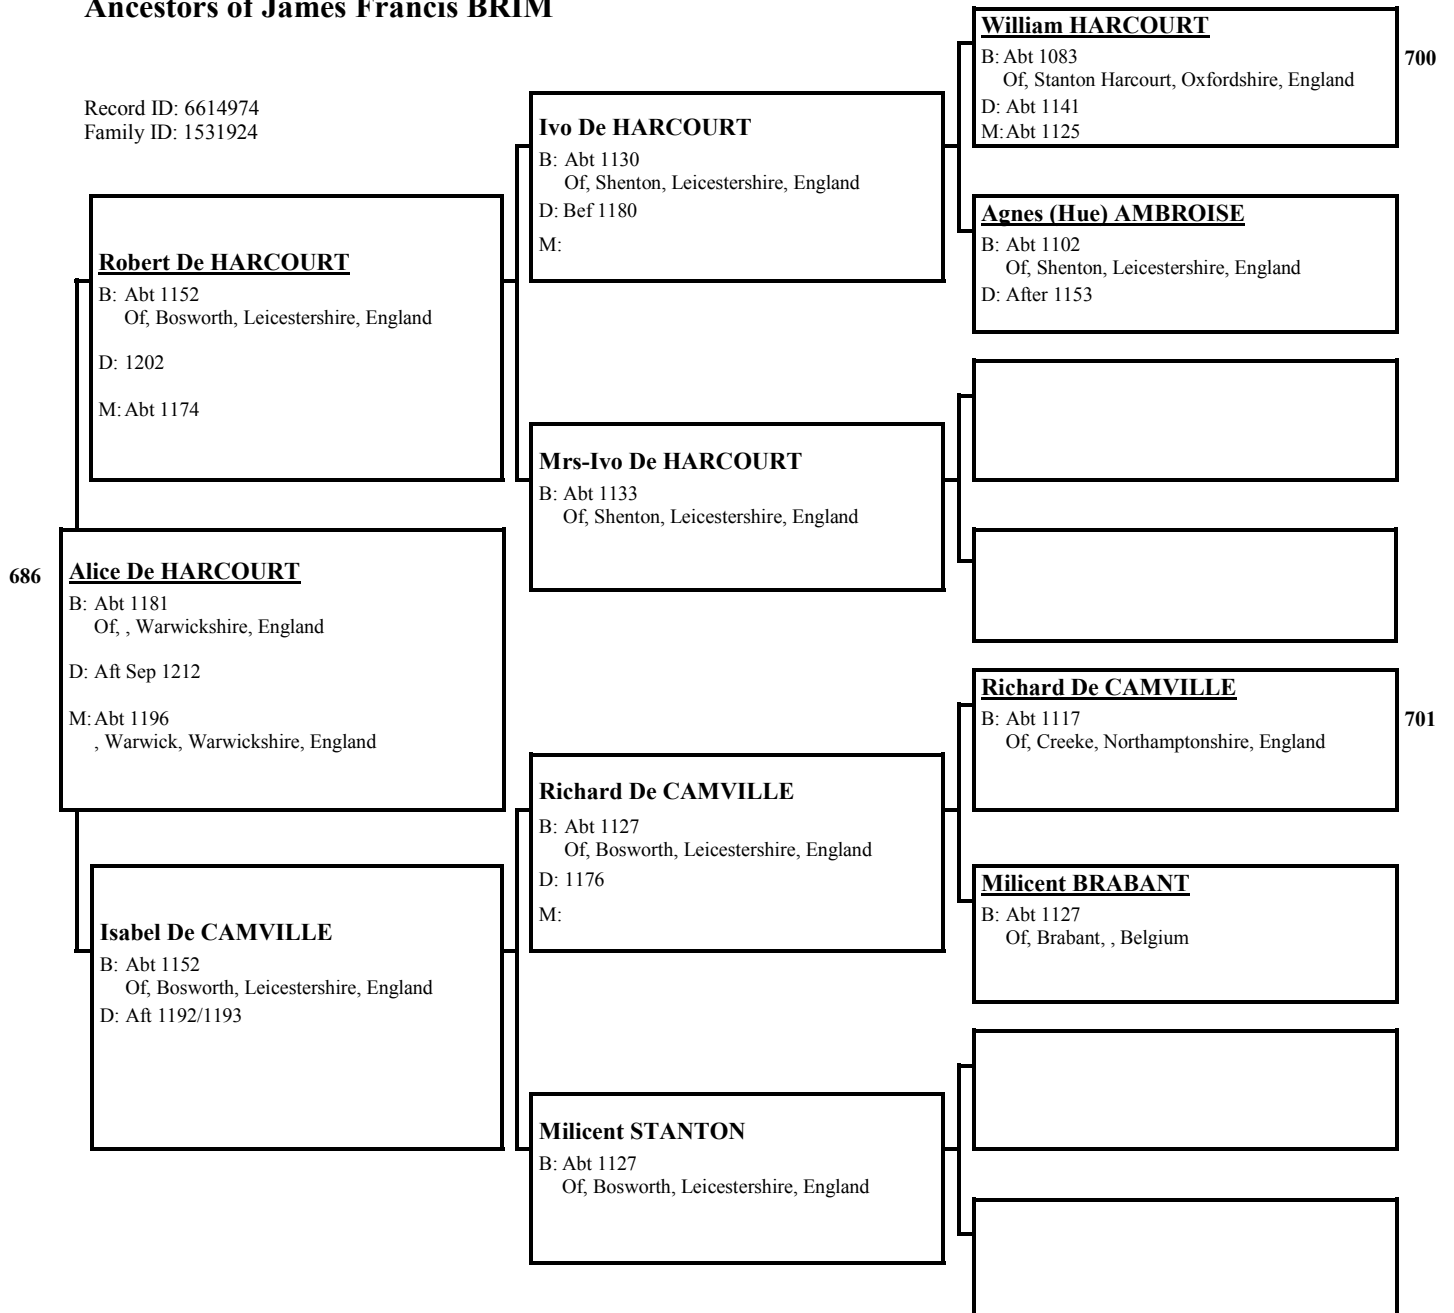 Ancestors of James Francis BRIM
Record ID: 6614974
Family ID: 1531924
William HARCOURT
B: Abt 1083
Of, Stanton Harcourt, Oxfordshire, England
D: Abt 1141
M: Abt 1125
700
Ivo De HARCOURT
B: Abt 1130
Of, Shenton, Leicestershire, England
D: Bef 1180
M:
Agnes (Hue) AMBROISE
B: Abt 1102
Of, Shenton, Leicestershire, England
D: After 1153
Robert De HARCOURT
B: Abt 1152
Of, Bosworth, Leicestershire, England
D: 1202
M: Abt 1174
Mrs-Ivo De HARCOURT
B: Abt 1133
Of, Shenton, Leicestershire, England
686
Alice De HARCOURT
B: Abt 1181
Of, , Warwickshire, England
D: Aft Sep 1212
M: Abt 1196
, Warwick, Warwickshire, England
Richard De CAMVILLE
B: Abt 1117
Of, Creeke, Northamptonshire, England
701
Richard De CAMVILLE
B: Abt 1127
Of, Bosworth, Leicestershire, England
D: 1176
M:
Milicent BRABANT
B: Abt 1127
Of, Brabant, , Belgium
Isabel De CAMVILLE
B: Abt 1152
Of, Bosworth, Leicestershire, England
D: Aft 1192/1193
Milicent STANTON
B: Abt 1127
Of, Bosworth, Leicestershire, England